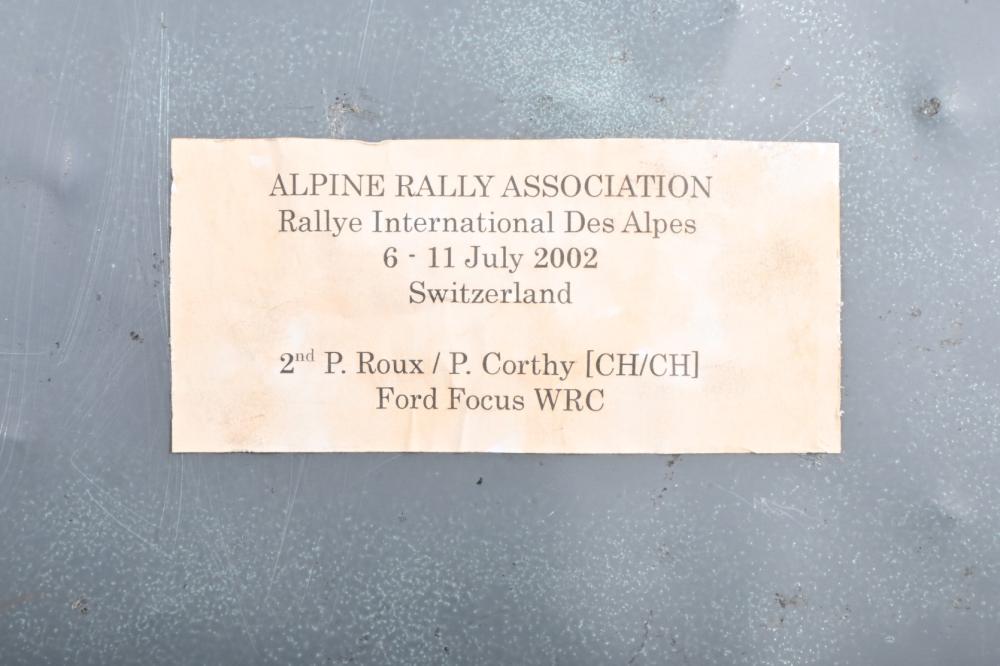 ALPINE RALLY ASSOCIATION
Rallye International Des Alpes
6 - 11 July 2002
Switzerland
2nd P. Roux / P. Corthy [CH/CH]
Ford Focus WRC